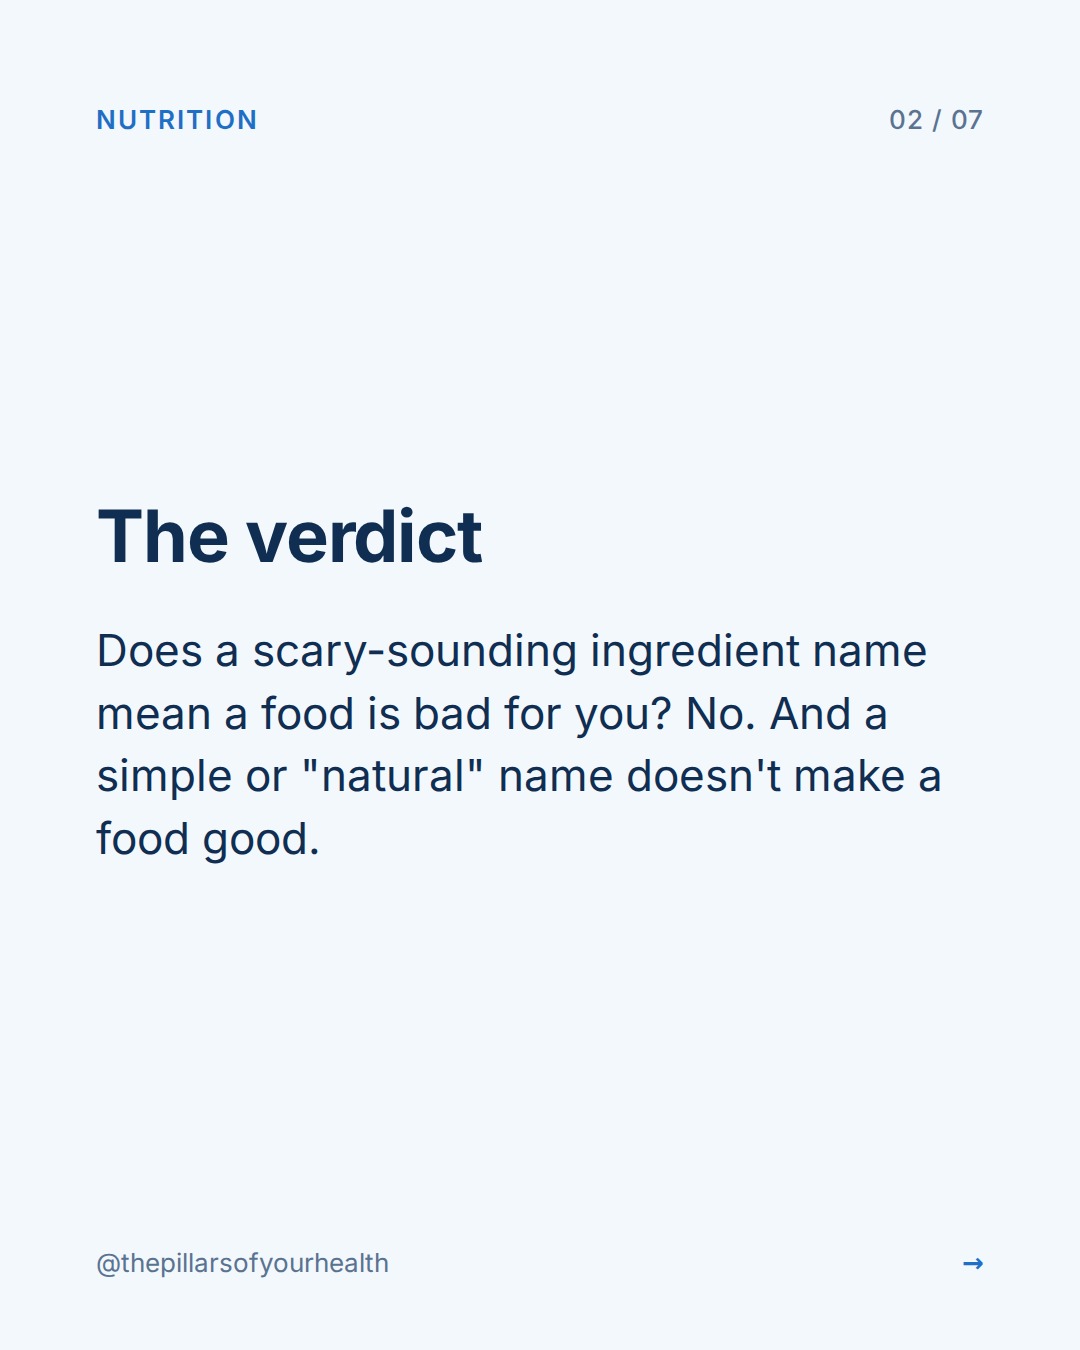 NUTRITION
02 / 07
The verdict
Does a scary-sounding ingredient name
mean a food is bad for you? No. And a
simple or "natural" name doesn't make a
food good.
@thepillarsofyourhealth
→